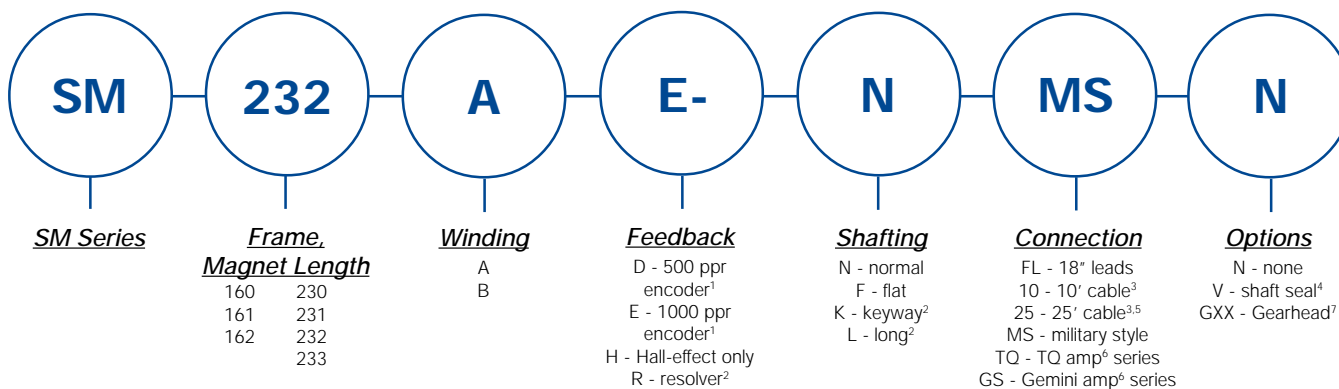 SM 232 A E- N MS N
SM Series
Frame,
Magnet Length
160 230
161 231
162 232
233
Winding
A
B
Feedback
D - 500 ppr
encoder¹
E - 1000 ppr
encoder¹
H - Hall-effect only
R - resolver²
Shafting
N - normal
F - flat
K - keyway²
L - long²
Connection
FL - 18" leads
10 - 10' cable³
25 - 25' cable³,⁵
MS - military style
TQ - TQ amp⁶ series
GS - Gemini amp⁶ series
Options
N - none
V - shaft seal⁴
GXX - Gearhead⁷